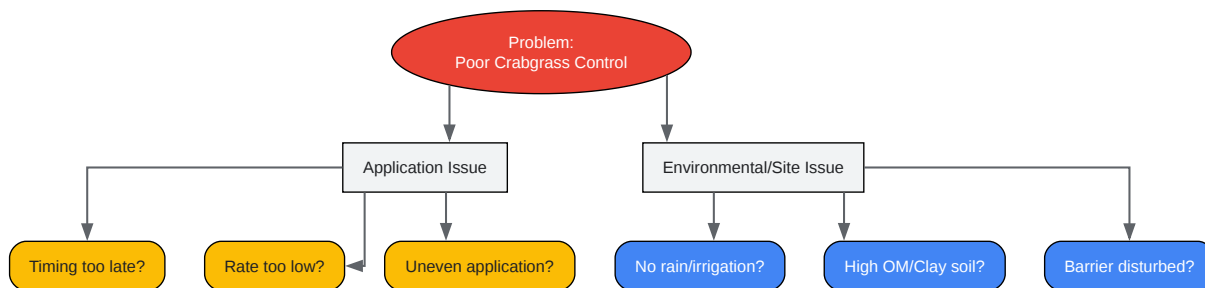 Problem:
Poor Crabgrass Control
Application Issue
Environmental/Site Issue
Timing too late?
Rate too low?
Uneven application?
No rain/irrigation?
High OM/Clay soil?
Barrier disturbed?